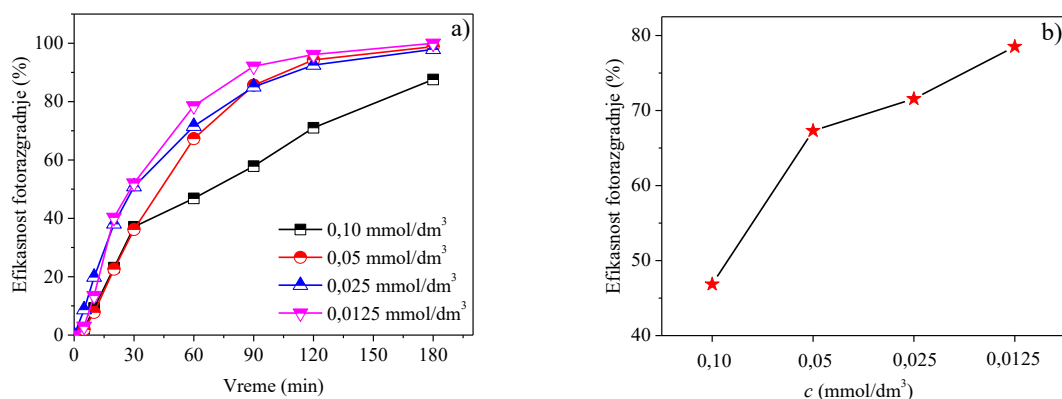 a)
Efikasnost fotorazgradnje (%)
100
80
60
40
20
0
0,10 mmol/dm³
0,05 mmol/dm³
0,025 mmol/dm³
0,0125 mmol/dm³
0 30 60 90 120 150 180
Vreme (min)
b)
Efikasnost fotorazgradnje (%)
80
70
60
50
40
0,10 0,05 0,025 0,0125
c (mmol/dm³)